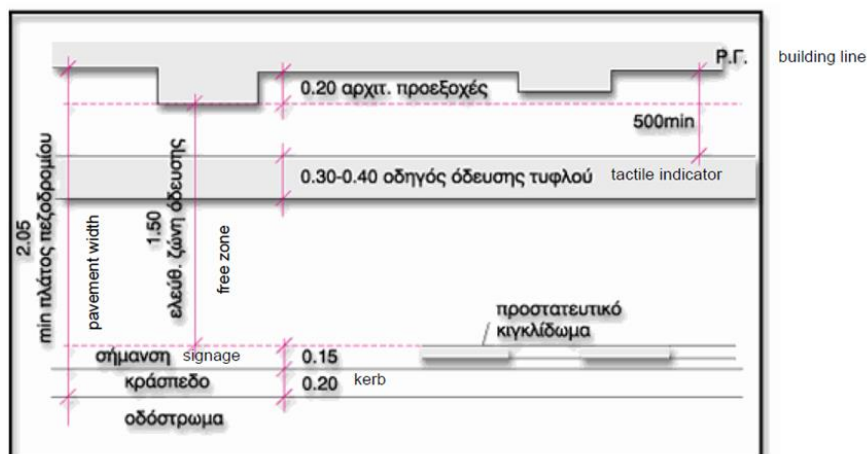 Ρ.Γ. building line
0.20 αρχιτ. προεξοχές
500min
0.30-0.40 οδηγός όδευσης τυφλού tactile indicator
2.05
min πλάτος πεζοδρομίου
pavement width
1.50
ελεύθ. ζώνη όδευσης
free zone
προστατευτικό
κιγκλίδωμα
σήμανση signage 0.15
κράσπεδο 0.20 kerb
οδόστρωμα